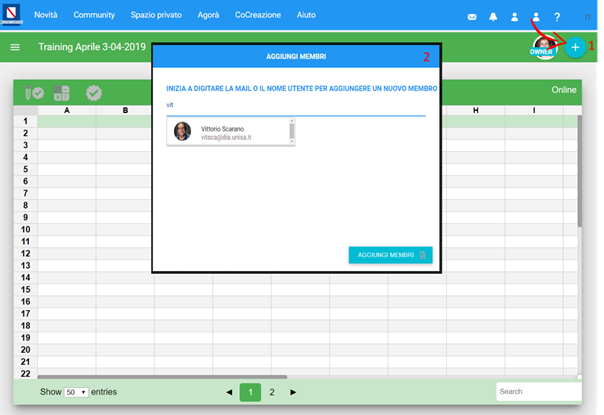 Novità Community Spazio privato Agorà CoCreazione Aiuto IT
Training Aprile 3-04-2019 OWNER + 1
AGGIUNGI MEMBRI 2
INIZIA A DIGITARE LA MAIL O IL NOME UTENTE PER AGGIUNGERE UN NUOVO MEMBRO
vit
Vittorio Scarano
vitsca@dia.unisa.it
AGGIUNGI MEMBRI
Online
A B H I
1
2
3
4
5
6
7
8
9
10
11
12
13
14
15
16
17
18
19
20
21
22
Show 50 entries 1 2 Search